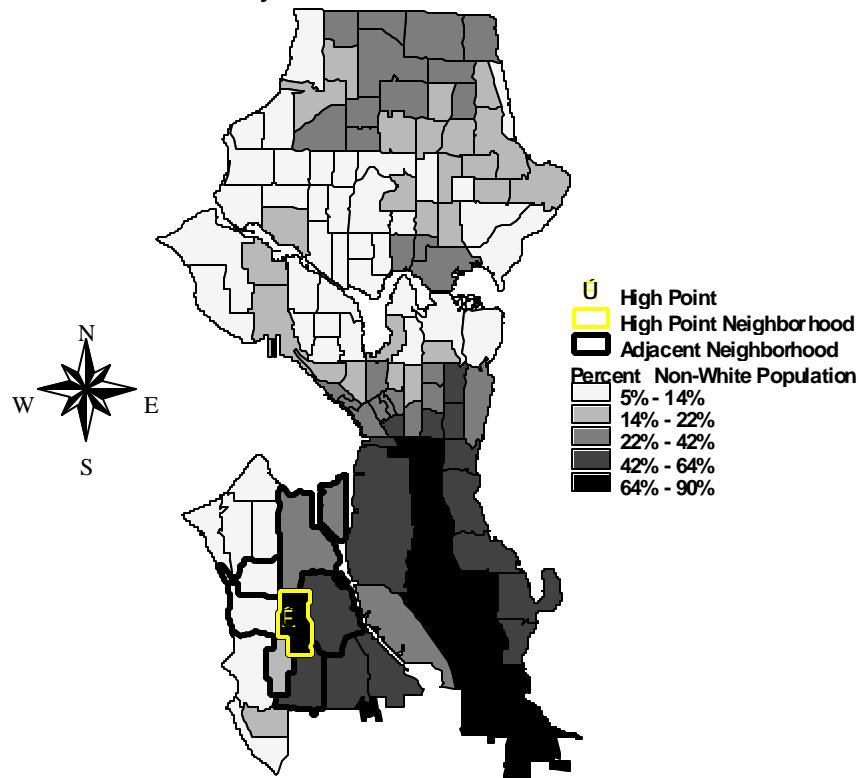 N
W E
S
Ú High Point
High Point Neighborhood
Adjacent Neighborhood
Percent Non-White Population
5% - 14%
14% - 22%
22% - 42%
42% - 64%
64% - 90%
Ú